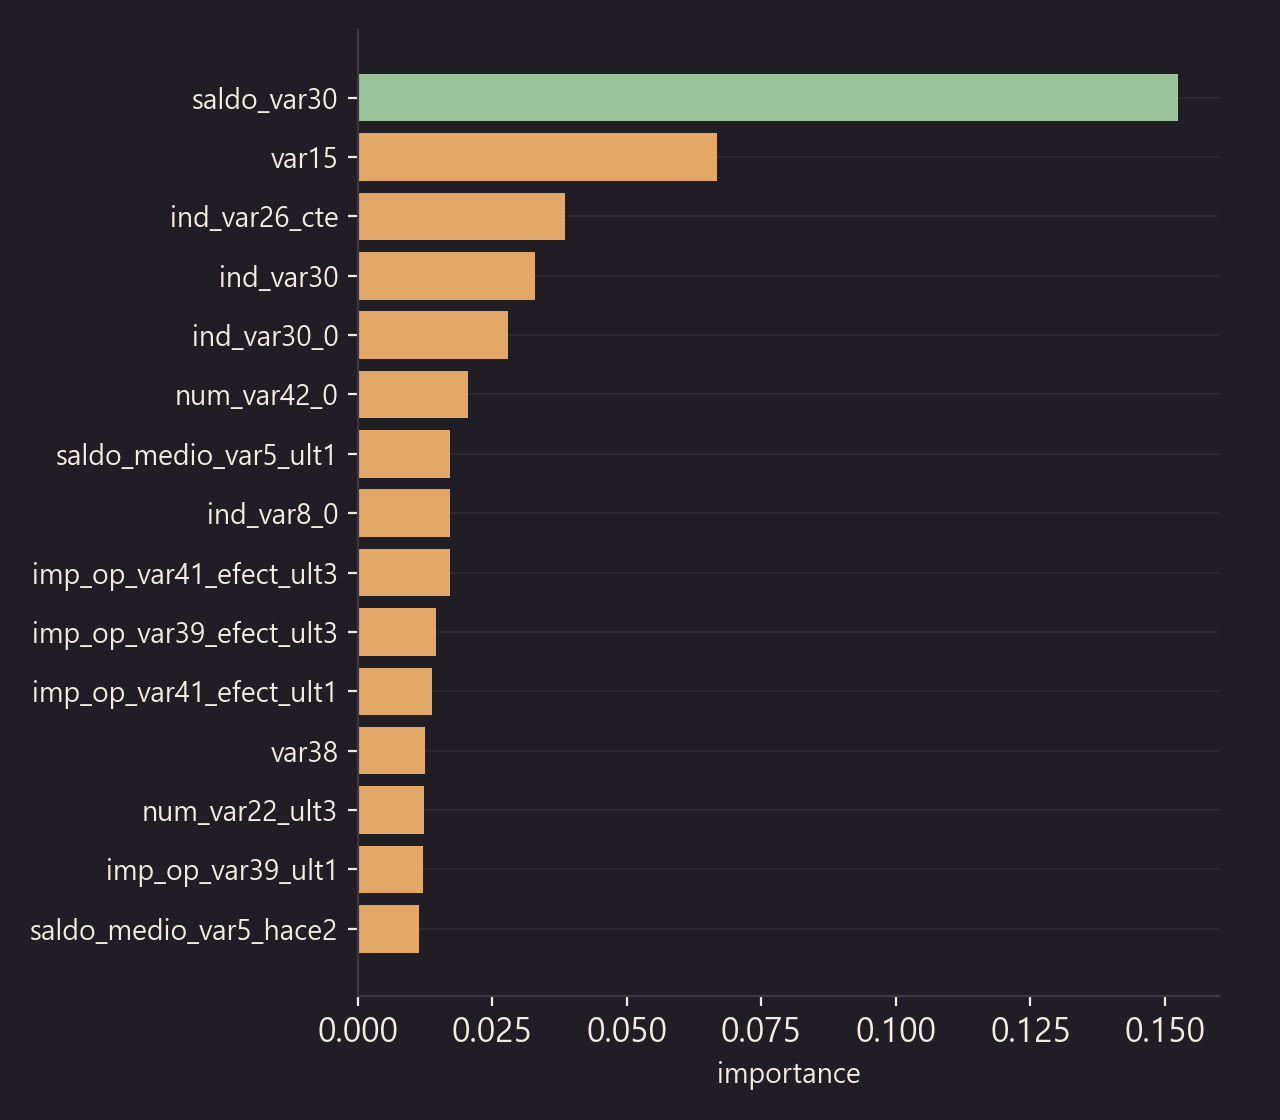 saldo_var30
var15
ind_var26_cte
ind_var30
ind_var30_0
num_var42_0
saldo_medio_var5_ult1
ind_var8_0
imp_op_var41_efect_ult3
imp_op_var39_efect_ult3
imp_op_var41_efect_ult1
var38
num_var22_ult3
imp_op_var39_ult1
saldo_medio_var5_hace2
0.000 0.025 0.050 0.075 0.100 0.125 0.150
importance